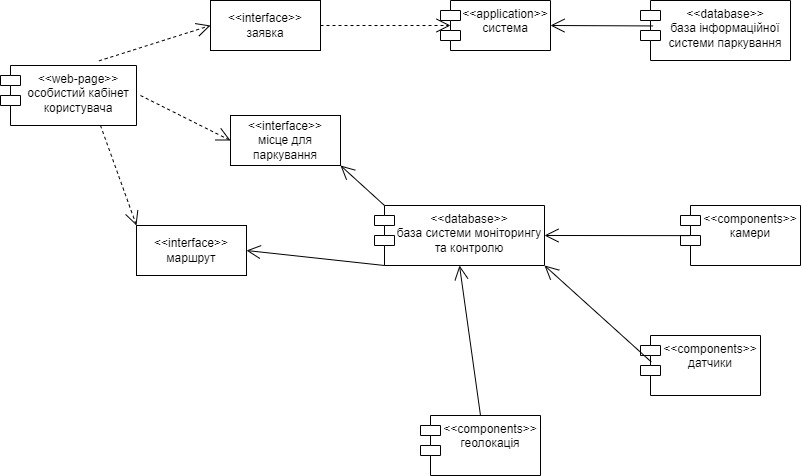 <<interface>>
заявка
<<application>>
система
<<database>>
база інформаційної
системи паркування
<<web-page>>
особистий кабінет
користувача
<<interface>>
місце для
паркування
<<database>>
база системи моніторингу
та контролю
<<components>>
камери
<<interface>>
маршрут
<<components>>
датчики
<<components>>
геолокація